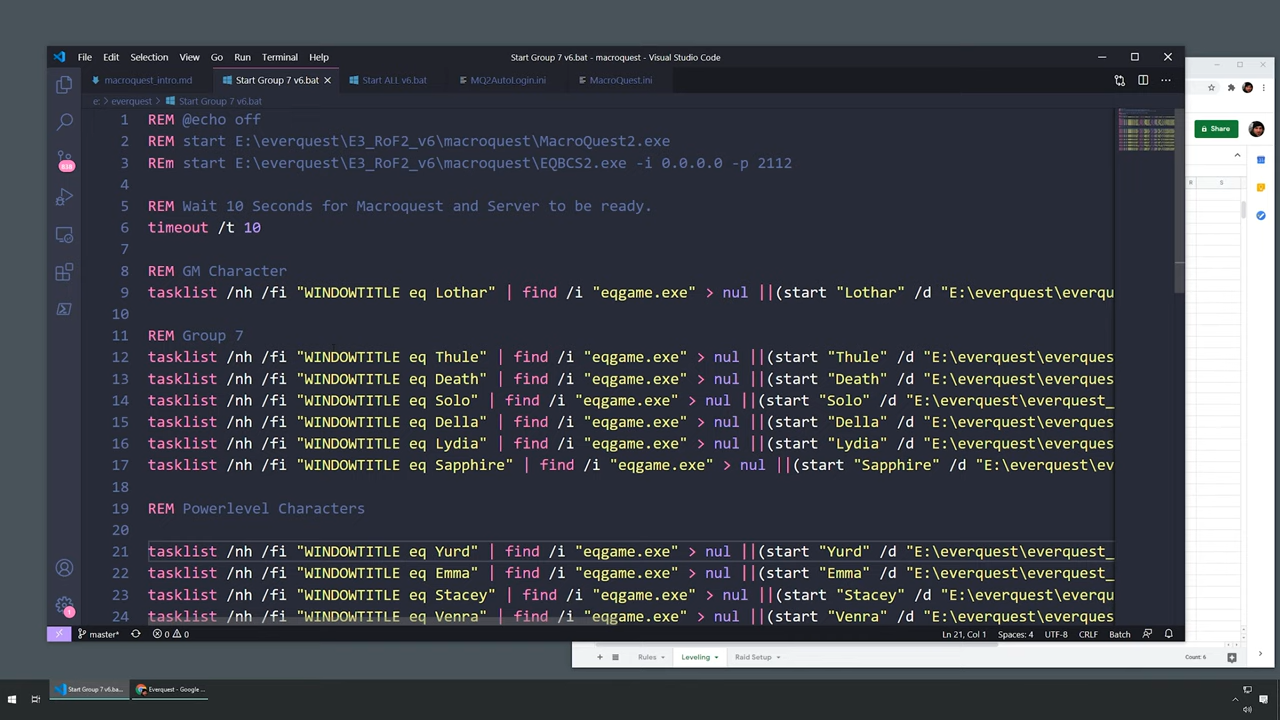 File Edit Selection View Go Run Terminal Help
Start Group 7 v6.bat - macroquest - Visual Studio Code
macroquest_intro.md Start Group 7 v6.bat Start ALL v6.bat MQ2AutoLogin.ini MacroQuest.ini
e: > everquest > Start Group 7 v6.bat
1 REM @echo off
2 REM start E:\everquest\E3_RoF2_v6\macroquest\MacroQuest2.exe
3 REm start E:\everquest\E3_RoF2_v6\macroquest\EQBCS2.exe -i 0.0.0.0 -p 2112
4
5 REM Wait 10 Seconds for Macroquest and Server to be ready.
6 timeout /t 10
7
8 REM GM Character
9 tasklist /nh /fi "WINDOWTITLE eq Lothar" | find /i "eqgame.exe" > nul ||(start "Lothar" /d "E:\everquest\everqu
10
11 REM Group 7
12 tasklist /nh /fi "WINDOWTITLE eq Thule" | find /i "eqgame.exe" > nul ||(start "Thule" /d "E:\everquest\everques
13 tasklist /nh /fi "WINDOWTITLE eq Death" | find /i "eqgame.exe" > nul ||(start "Death" /d "E:\everquest\everques
14 tasklist /nh /fi "WINDOWTITLE eq Solo" | find /i "eqgame.exe" > nul ||(start "Solo" /d "E:\everquest\everquest_
15 tasklist /nh /fi "WINDOWTITLE eq Della" | find /i "eqgame.exe" > nul ||(start "Della" /d "E:\everquest\everques
16 tasklist /nh /fi "WINDOWTITLE eq Lydia" | find /i "eqgame.exe" > nul ||(start "Lydia" /d "E:\everquest\everques
17 tasklist /nh /fi "WINDOWTITLE eq Sapphire" | find /i "eqgame.exe" > nul ||(start "Sapphire" /d "E:\everquest\ev
18
19 REM Powerlevel Characters
20
21 tasklist /nh /fi "WINDOWTITLE eq Yurd" | find /i "eqgame.exe" > nul ||(start "Yurd" /d "E:\everquest\everquest_
22 tasklist /nh /fi "WINDOWTITLE eq Emma" | find /i "eqgame.exe" > nul ||(start "Emma" /d "E:\everquest\everquest_
23 tasklist /nh /fi "WINDOWTITLE eq Stacey" | find /i "eqgame.exe" > nul ||(start "Stacey" /d "E:\everquest\everqu
24 tasklist /nh /fi "WINDOWTITLE eq Venra" | find /i "eqgame.exe" > nul ||(start "Venra" /d "E:\everquest\everques
master* 0 0 Ln 21, Col 1 Spaces: 4 UTF-8 CRLF Batch
Share
R S
Rules Leveling Raid Setup Count: 6
Start Group 7 v6.ba... Everquest - Google ...